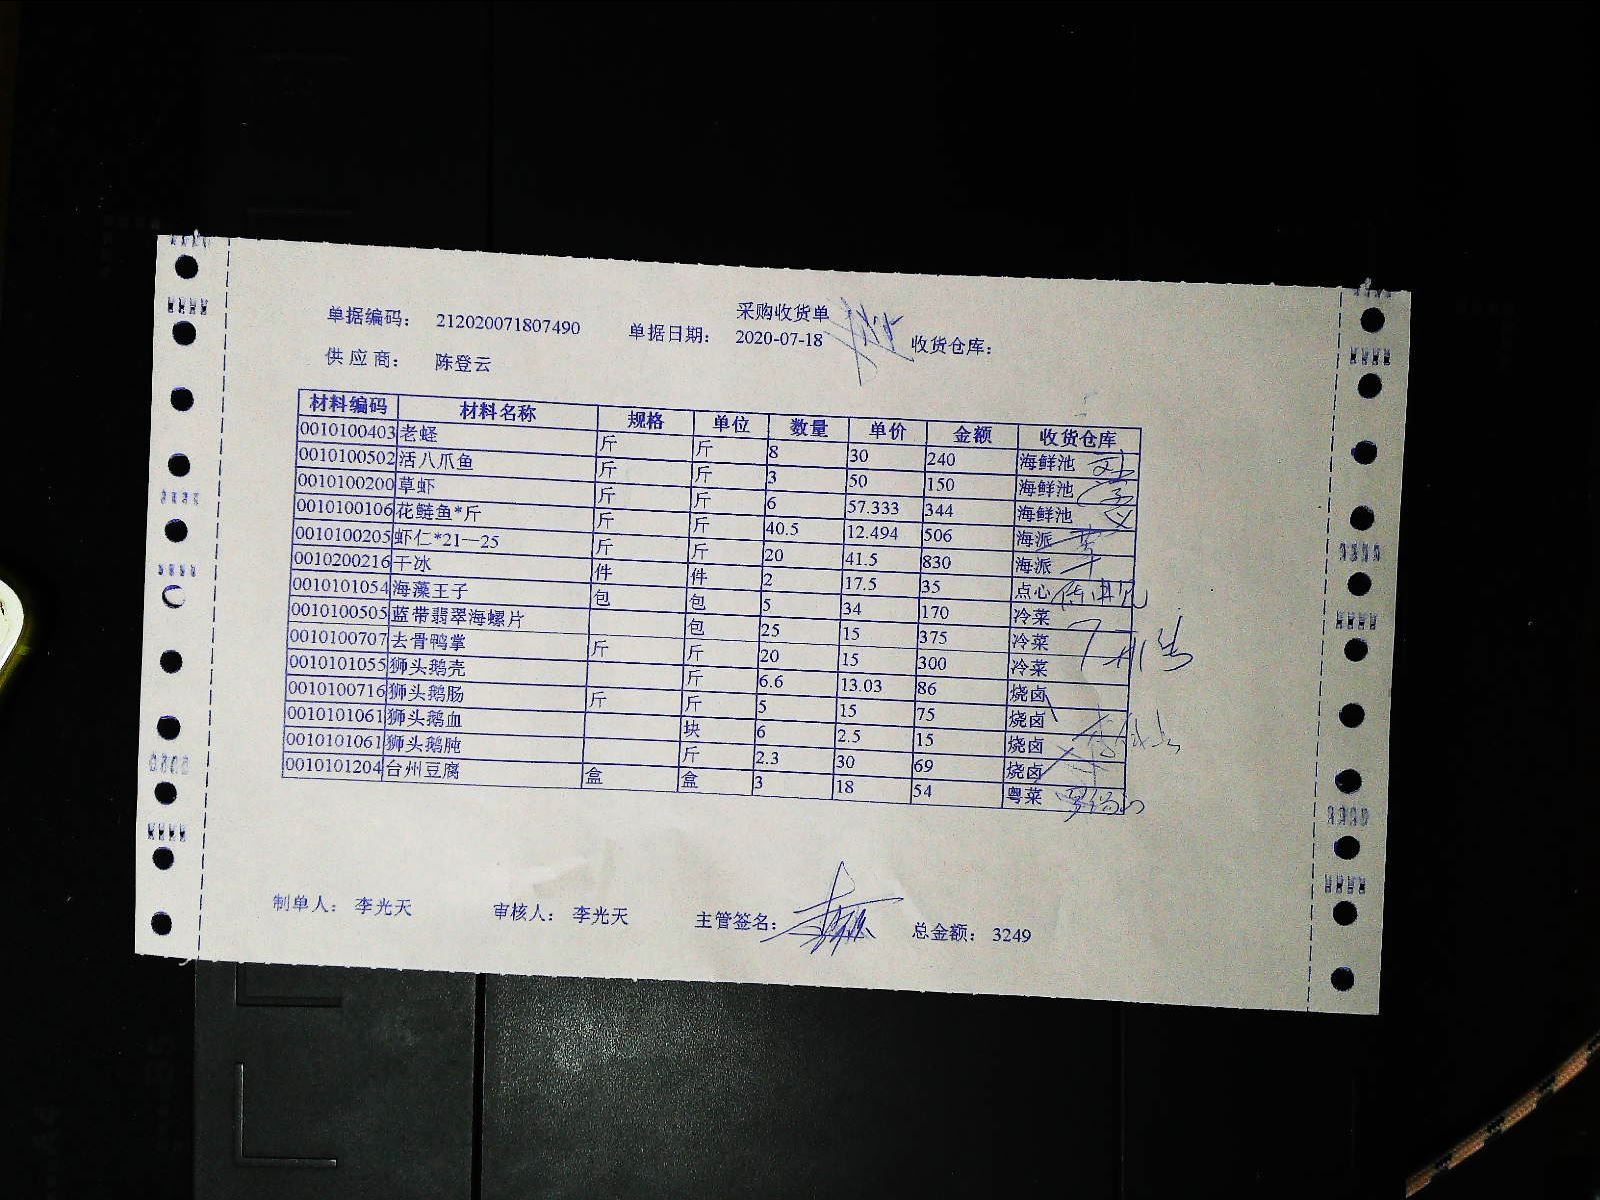 采购收货单
单据编码： 212020071807490 单据日期： 2020-07-18 收货仓库：
供应商： 陈登云
材料编码 材料名称 规格 单位 数量 单价 金额 收货仓库
0010100403 老蛏 斤 斤 8 30 240 海鲜池
0010100502 活八爪鱼 斤 斤 3 50 150 海鲜池
0010100200 草虾 斤 斤 6 57.333 344 海鲜池
0010100106 花鲢鱼*斤 斤 斤 40.5 12.494 506 海派
0010100205 虾仁*21—25 斤 斤 20 41.5 830 海派
0010200216 干冰 件 件 2 17.5 35 点心
0010101054 海藻王子 包 包 5 34 170 冷菜
0010100505 蓝带翡翠海螺片 包 25 15 375 冷菜
0010100707 去骨鸭掌 斤 斤 20 15 300 冷菜
0010101055 狮头鹅壳 斤 6.6 13.03 86 烧卤
0010100716 狮头鹅肠 斤 斤 5 15 75 烧卤
0010101061 狮头鹅血 块 6 2.5 15 烧卤
0010101061 狮头鹅肫 斤 2.3 30 69 烧卤
0010101204 台州豆腐 盒 盒 3 18 54 粤菜
制单人： 李光天 审核人： 李光天 主管签名： 总金额： 3249